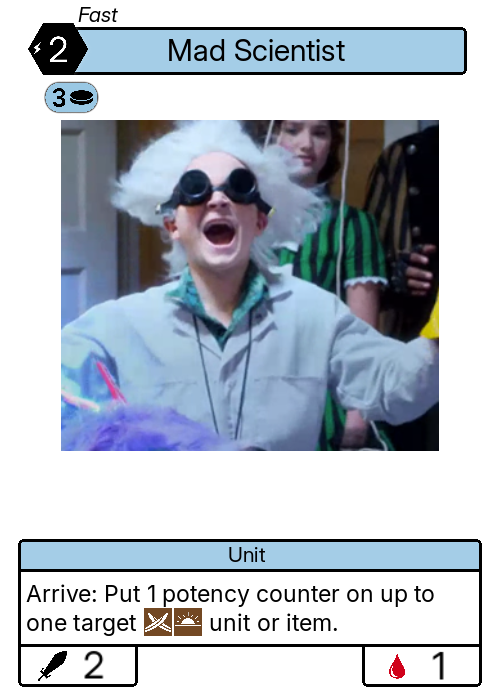 Fast
2 Mad Scientist
3
Unit
Arrive: Put 1 potency counter on up to
one target unit or item.
2 1